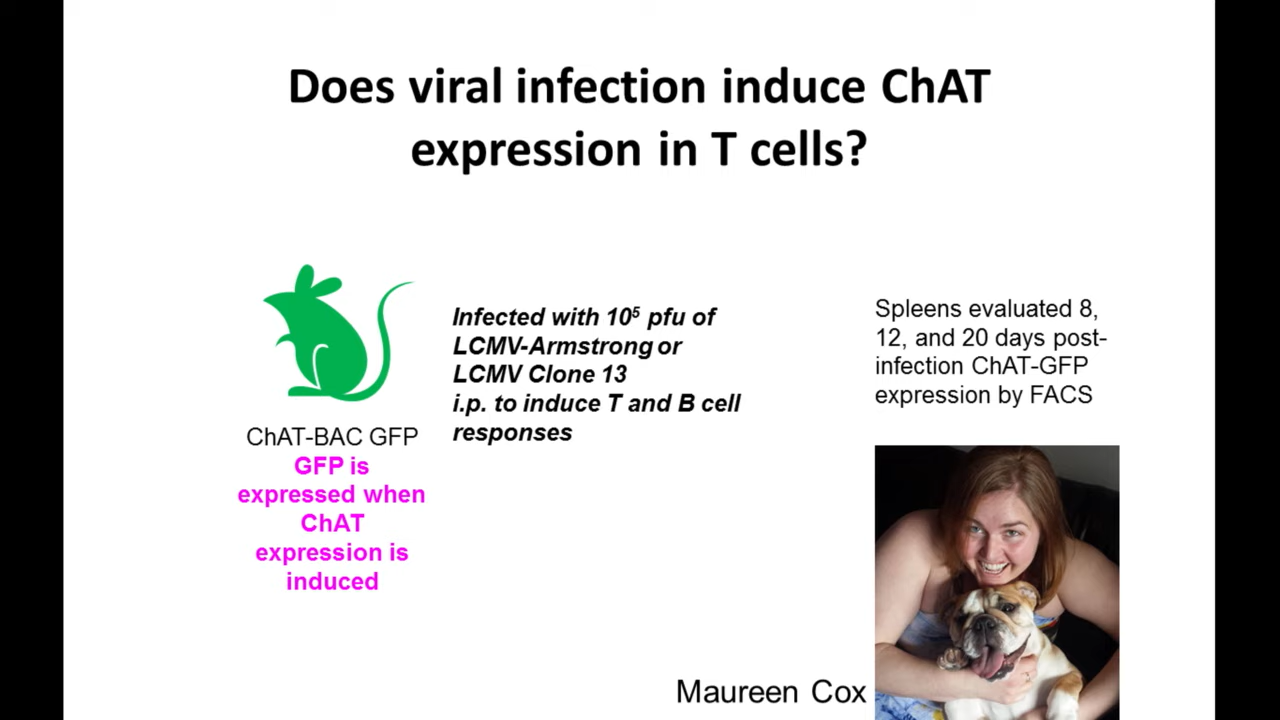 Does viral infection induce ChAT
expression in T cells?
Infected with 10⁵ pfu of
LCMV-Armstrong or
LCMV Clone 13
i.p. to induce T and B cell
responses
Spleens evaluated 8,
12, and 20 days post-
infection ChAT-GFP
expression by FACS
ChAT-BAC GFP
GFP is
expressed when
ChAT
expression is
induced
Maureen Cox